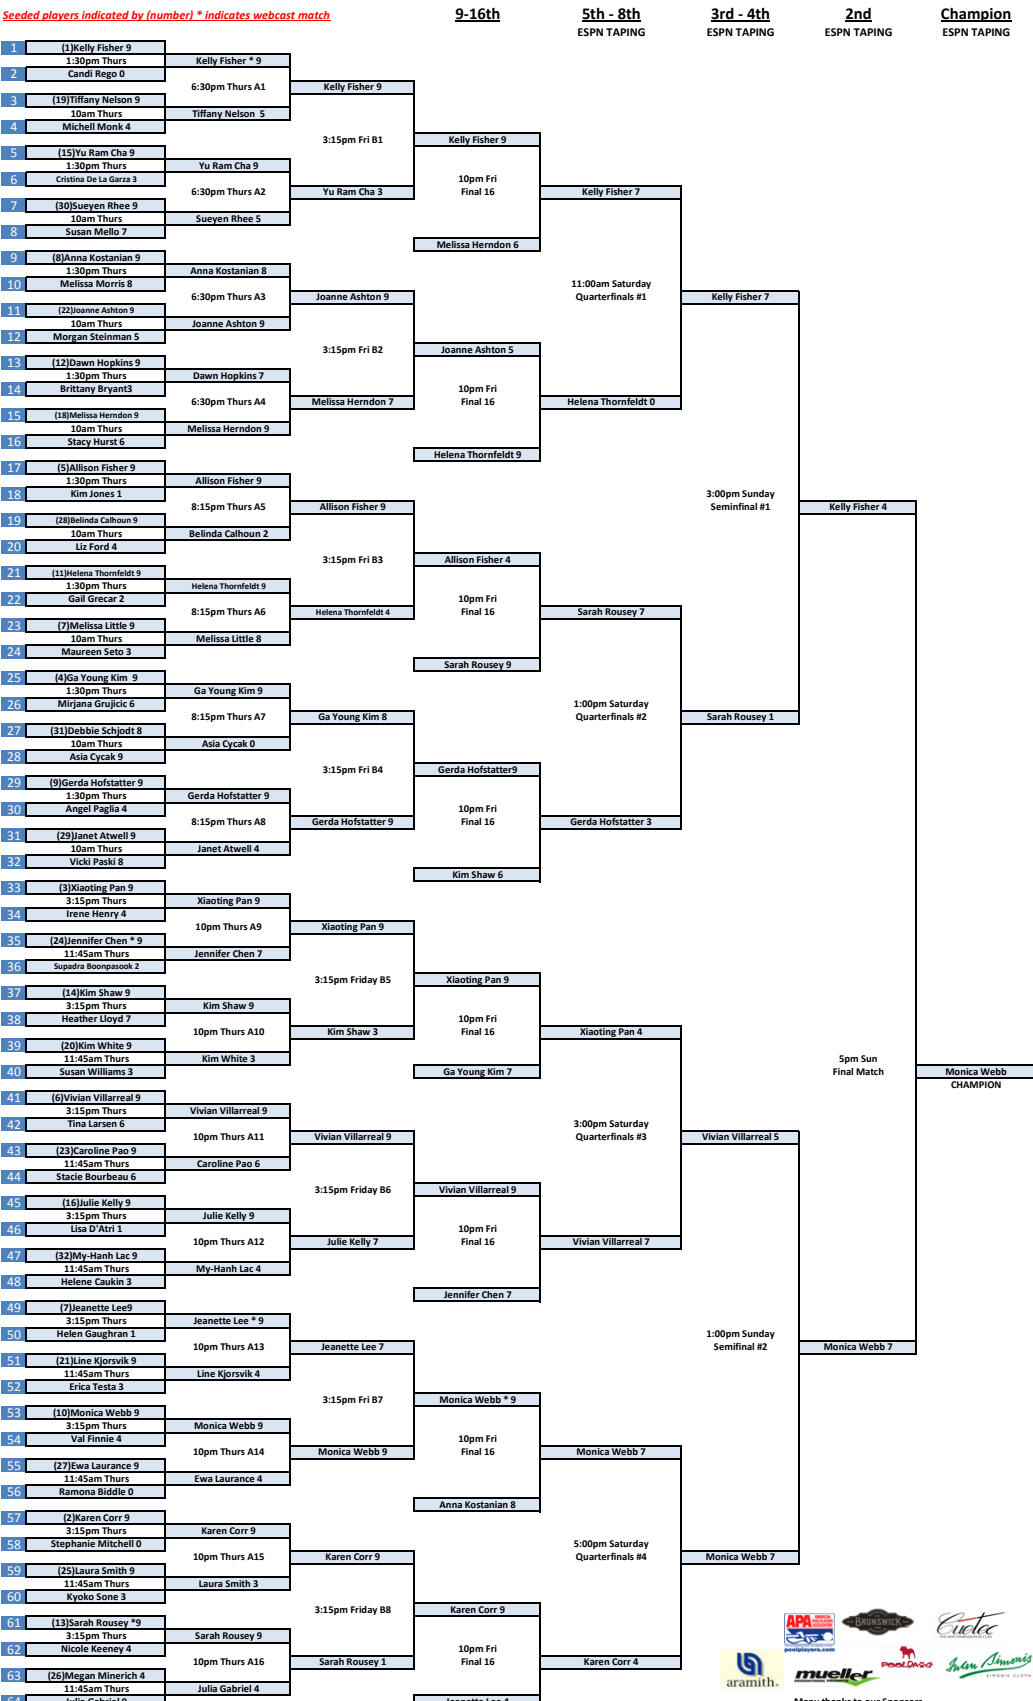 Seeded players indicated by (number) * indicates webcast match
9-16th
5th - 8th
3rd - 4th
2nd
Champion
ESPN TAPING
ESPN TAPING
ESPN TAPING
ESPN TAPING
1 (1)Kelly Fisher 9
1:30pm Thurs
2 Candi Rego 0
3 (19)Tiffany Nelson 9
10am Thurs
4 Michell Monk 4
5 (15)Yu Ram Cha 9
1:30pm Thurs
6 Cristina De La Garza 3
7 (30)Sueyen Rhee 9
10am Thurs
8 Susan Mello 7
9 (8)Anna Kostanian 9
1:30pm Thurs
10 Melissa Morris 8
11 (22)Joanne Ashton 9
10am Thurs
12 Morgan Steinman 5
13 (12)Dawn Hopkins 9
1:30pm Thurs
14 Brittany Bryant3
15 (18)Melissa Herndon 9
10am Thurs
16 Stacy Hurst 6
17 (5)Allison Fisher 9
1:30pm Thurs
18 Kim Jones 1
19 (28)Belinda Calhoun 9
10am Thurs
20 Liz Ford 4
21 (11)Helena Thornfeldt 9
1:30pm Thurs
22 Gail Grecar 2
23 (7)Melissa Little 9
10am Thurs
24 Maureen Seto 3
25 (4)Ga Young Kim 9
1:30pm Thurs
26 Mirjana Grujicic 6
27 (31)Debbie Schjodt 8
10am Thurs
28 Asia Cycak 9
29 (9)Gerda Hofstatter 9
1:30pm Thurs
30 Angel Paglia 4
31 (29)Janet Atwell 9
10am Thurs
32 Vicki Paski 8
33 (3)Xiaoting Pan 9
3:15pm Thurs
34 Irene Henry 4
35 (24)Jennifer Chen * 9
11:45am Thurs
36 Supadra Boonpasook 2
37 (14)Kim Shaw 9
3:15pm Thurs
38 Heather Lloyd 7
39 (20)Kim White 9
11:45am Thurs
40 Susan Williams 3
41 (6)Vivian Villarreal 9
3:15pm Thurs
42 Tina Larsen 6
43 (23)Caroline Pao 9
11:45am Thurs
44 Stacie Bourbeau 6
45 (16)Julie Kelly 9
3:15pm Thurs
46 Lisa D'Atri 1
47 (32)My-Hanh Lac 9
11:45am Thurs
48 Helene Caukin 3
49 (7)Jeanette Lee9
3:15pm Thurs
50 Helen Gaughran 1
51 (21)Line Kjorsvik 9
11:45am Thurs
52 Erica Testa 3
53 (10)Monica Webb 9
3:15pm Thurs
54 Val Finnie 4
55 (27)Ewa Laurance 9
11:45am Thurs
56 Ramona Biddle 0
57 (2)Karen Corr 9
3:15pm Thurs
58 Stephanie Mitchell 0
59 (25)Laura Smith 9
11:45am Thurs
60 Kyoko Sone 3
61 (13)Sarah Rousey *9
3:15pm Thurs
62 Nicole Keeney 4
63 (26)Megan Minerich 4
11:45am Thurs
Kelly Fisher * 9
6:30pm Thurs A1
Tiffany Nelson 5
Yu Ram Cha 9
6:30pm Thurs A2
Sueyen Rhee 5
Anna Kostanian 8
6:30pm Thurs A3
Joanne Ashton 9
Dawn Hopkins 7
6:30pm Thurs A4
Melissa Herndon 9
Allison Fisher 9
8:15pm Thurs A5
Belinda Calhoun 2
Helena Thornfeldt 9
8:15pm Thurs A6
Melissa Little 8
Ga Young Kim 9
8:15pm Thurs A7
Asia Cycak 0
Gerda Hofstatter 9
8:15pm Thurs A8
Janet Atwell 4
Xiaoting Pan 9
10pm Thurs A9
Jennifer Chen 7
Kim Shaw 9
10pm Thurs A10
Kim White 3
Vivian Villarreal 9
10pm Thurs A11
Caroline Pao 6
Julie Kelly 9
10pm Thurs A12
My-Hanh Lac 4
Jeanette Lee * 9
10pm Thurs A13
Line Kjorsvik 4
Monica Webb 9
10pm Thurs A14
Ewa Laurance 4
Karen Corr 9
10pm Thurs A15
Laura Smith 3
Sarah Rousey 9
10pm Thurs A16
Julia Gabriel 4
Kelly Fisher 9
3:15pm Fri B1
Yu Ram Cha 3
Joanne Ashton 9
3:15pm Fri B2
Melissa Herndon 7
Allison Fisher 9
3:15pm Fri B3
Helena Thornfeldt 4
Ga Young Kim 8
3:15pm Fri B4
Gerda Hofstatter 9
Xiaoting Pan 9
3:15pm Friday B5
Kim Shaw 3
Vivian Villarreal 9
3:15pm Friday B6
Julie Kelly 7
Jeanette Lee 7
3:15pm Fri B7
Monica Webb 9
Karen Corr 9
3:15pm Friday B8
Sarah Rousey 1
Kelly Fisher 9
10pm Fri
Final 16
Melissa Herndon 6
Joanne Ashton 5
10pm Fri
Final 16
Helena Thornfeldt 9
Allison Fisher 4
10pm Fri
Final 16
Sarah Rousey 9
Gerda Hofstatter9
10pm Fri
Final 16
Kim Shaw 6
Xiaoting Pan 9
10pm Fri
Final 16
Ga Young Kim 7
Vivian Villarreal 9
10pm Fri
Final 16
Jennifer Chen 7
Monica Webb * 9
10pm Fri
Final 16
Anna Kostanian 8
Karen Corr 9
10pm Fri
Final 16
Kelly Fisher 7
11:00am Saturday
Quarterfinals #1
Helena Thornfeldt 0
Sarah Rousey 7
1:00pm Saturday
Quarterfinals #2
Gerda Hofstatter 3
Xiaoting Pan 4
3:00pm Saturday
Quarterfinals #3
Vivian Villarreal 7
Monica Webb 7
5:00pm Saturday
Quarterfinals #4
Karen Corr 4
Kelly Fisher 7
3:00pm Sunday
Seminfinal #1
Sarah Rousey 1
Vivian Villarreal 5
1:00pm Sunday
Semifinal #2
Monica Webb 7
Kelly Fisher 4
5pm Sun
Final Match
Monica Webb 7
Monica Webb
CHAMPION
APA
poolplayers.com
BRUNSWICK
Cuetec
aramith.
mueller
POOLDAWG
Iwan Simonis
SIMONIS CLOTH